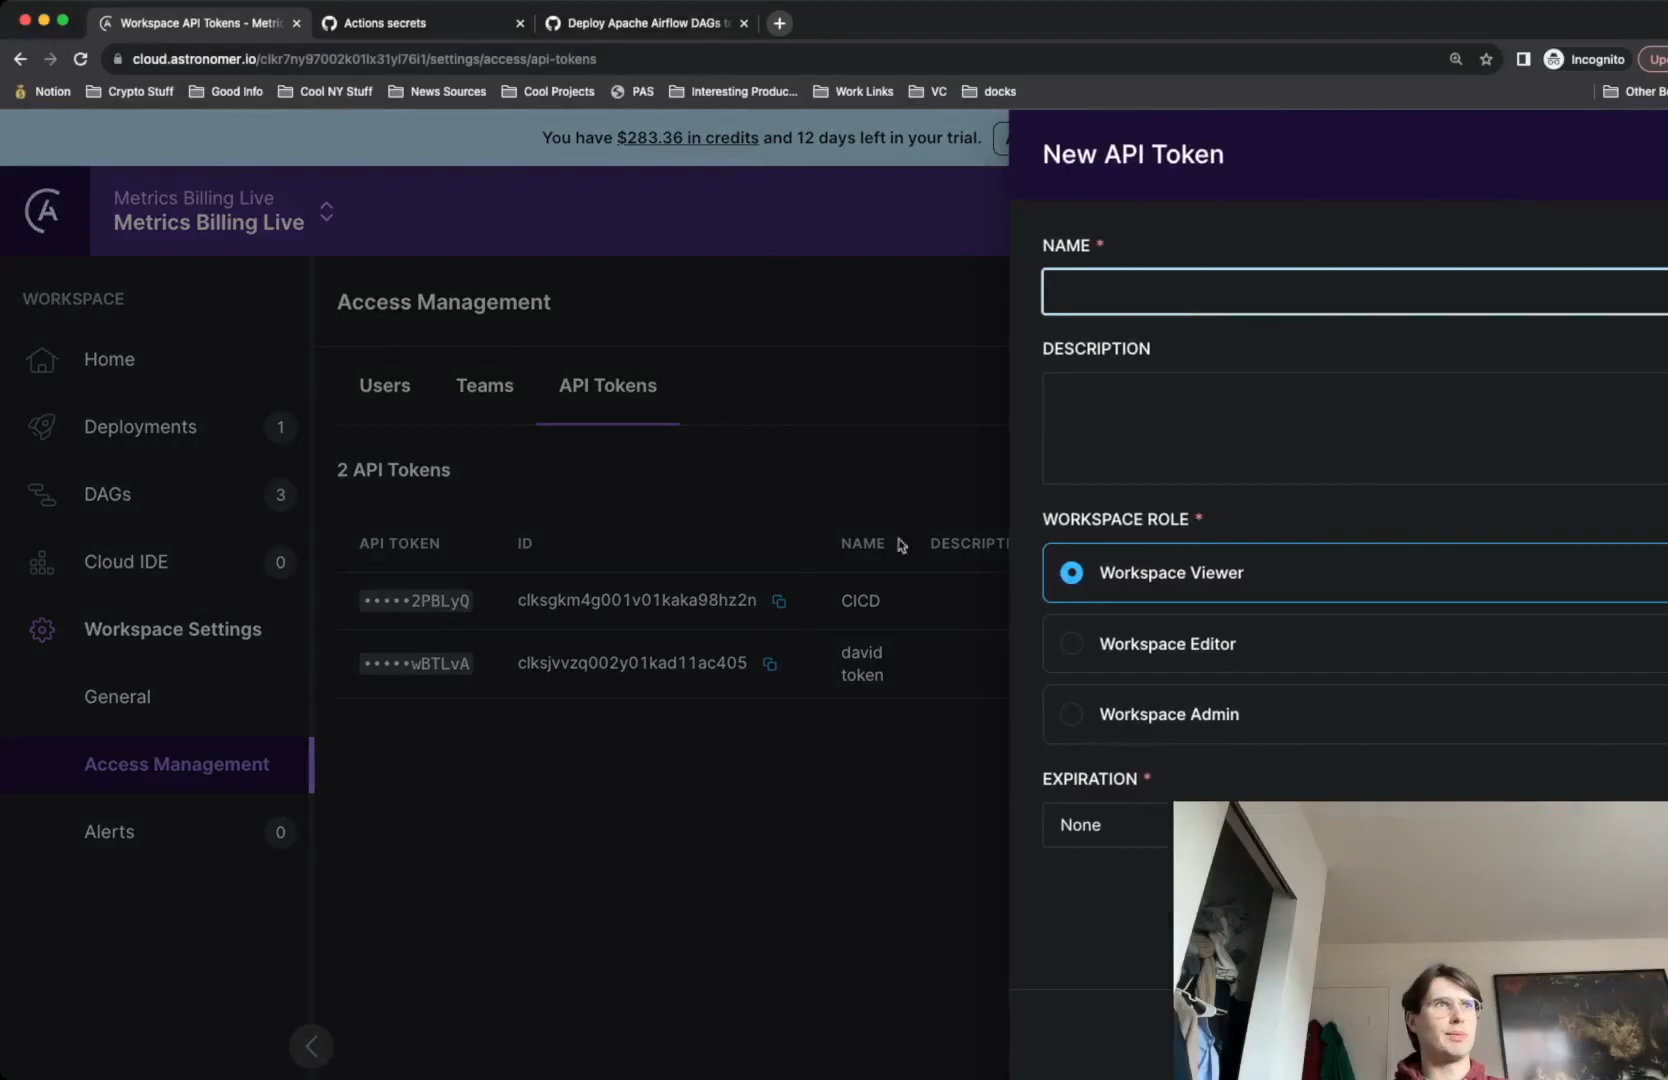 Workspace API Tokens - Metric
Actions secrets
Deploy Apache Airflow DAGs t
cloud.astronomer.io/clkr7ny97002k01lx31yl76i1/settings/access/api-tokens
Incognito
Up
Notion
Crypto Stuff
Good Info
Cool NY Stuff
News Sources
Cool Projects
PAS
Interesting Produc...
Work Links
VC
docks
Other B
You have $283.36 in credits and 12 days left in your trial.
New API Token
Metrics Billing Live
Metrics Billing Live
WORKSPACE
Home
Deployments 1
DAGs 3
Cloud IDE 0
Workspace Settings
General
Access Management
Alerts 0
Access Management
Users Teams API Tokens
2 API Tokens
API TOKEN ID NAME DESCRIPTI
•••••2PBLyQ clksgkm4g001v01kaka98hz2n CICD
•••••wBTLvA clksjvvzq002y01kad11ac405 david
token
NAME *
DESCRIPTION
WORKSPACE ROLE *
Workspace Viewer
Workspace Editor
Workspace Admin
EXPIRATION *
None